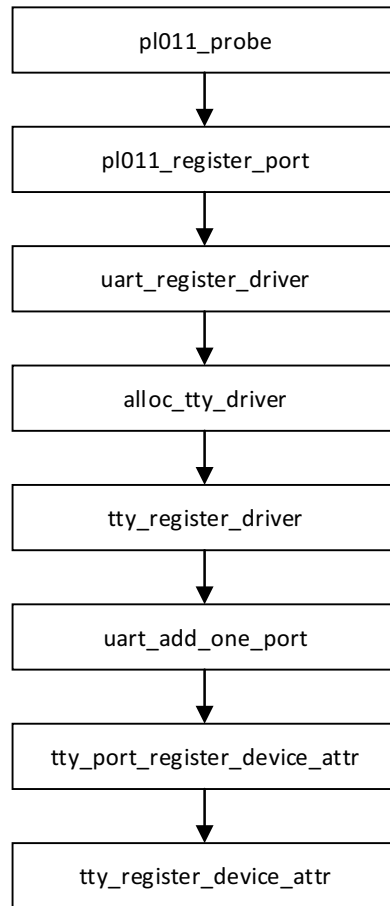 pl011_probe
pl011_register_port
uart_register_driver
alloc_tty_driver
tty_register_driver
uart_add_one_port
tty_port_register_device_attr
tty_register_device_attr